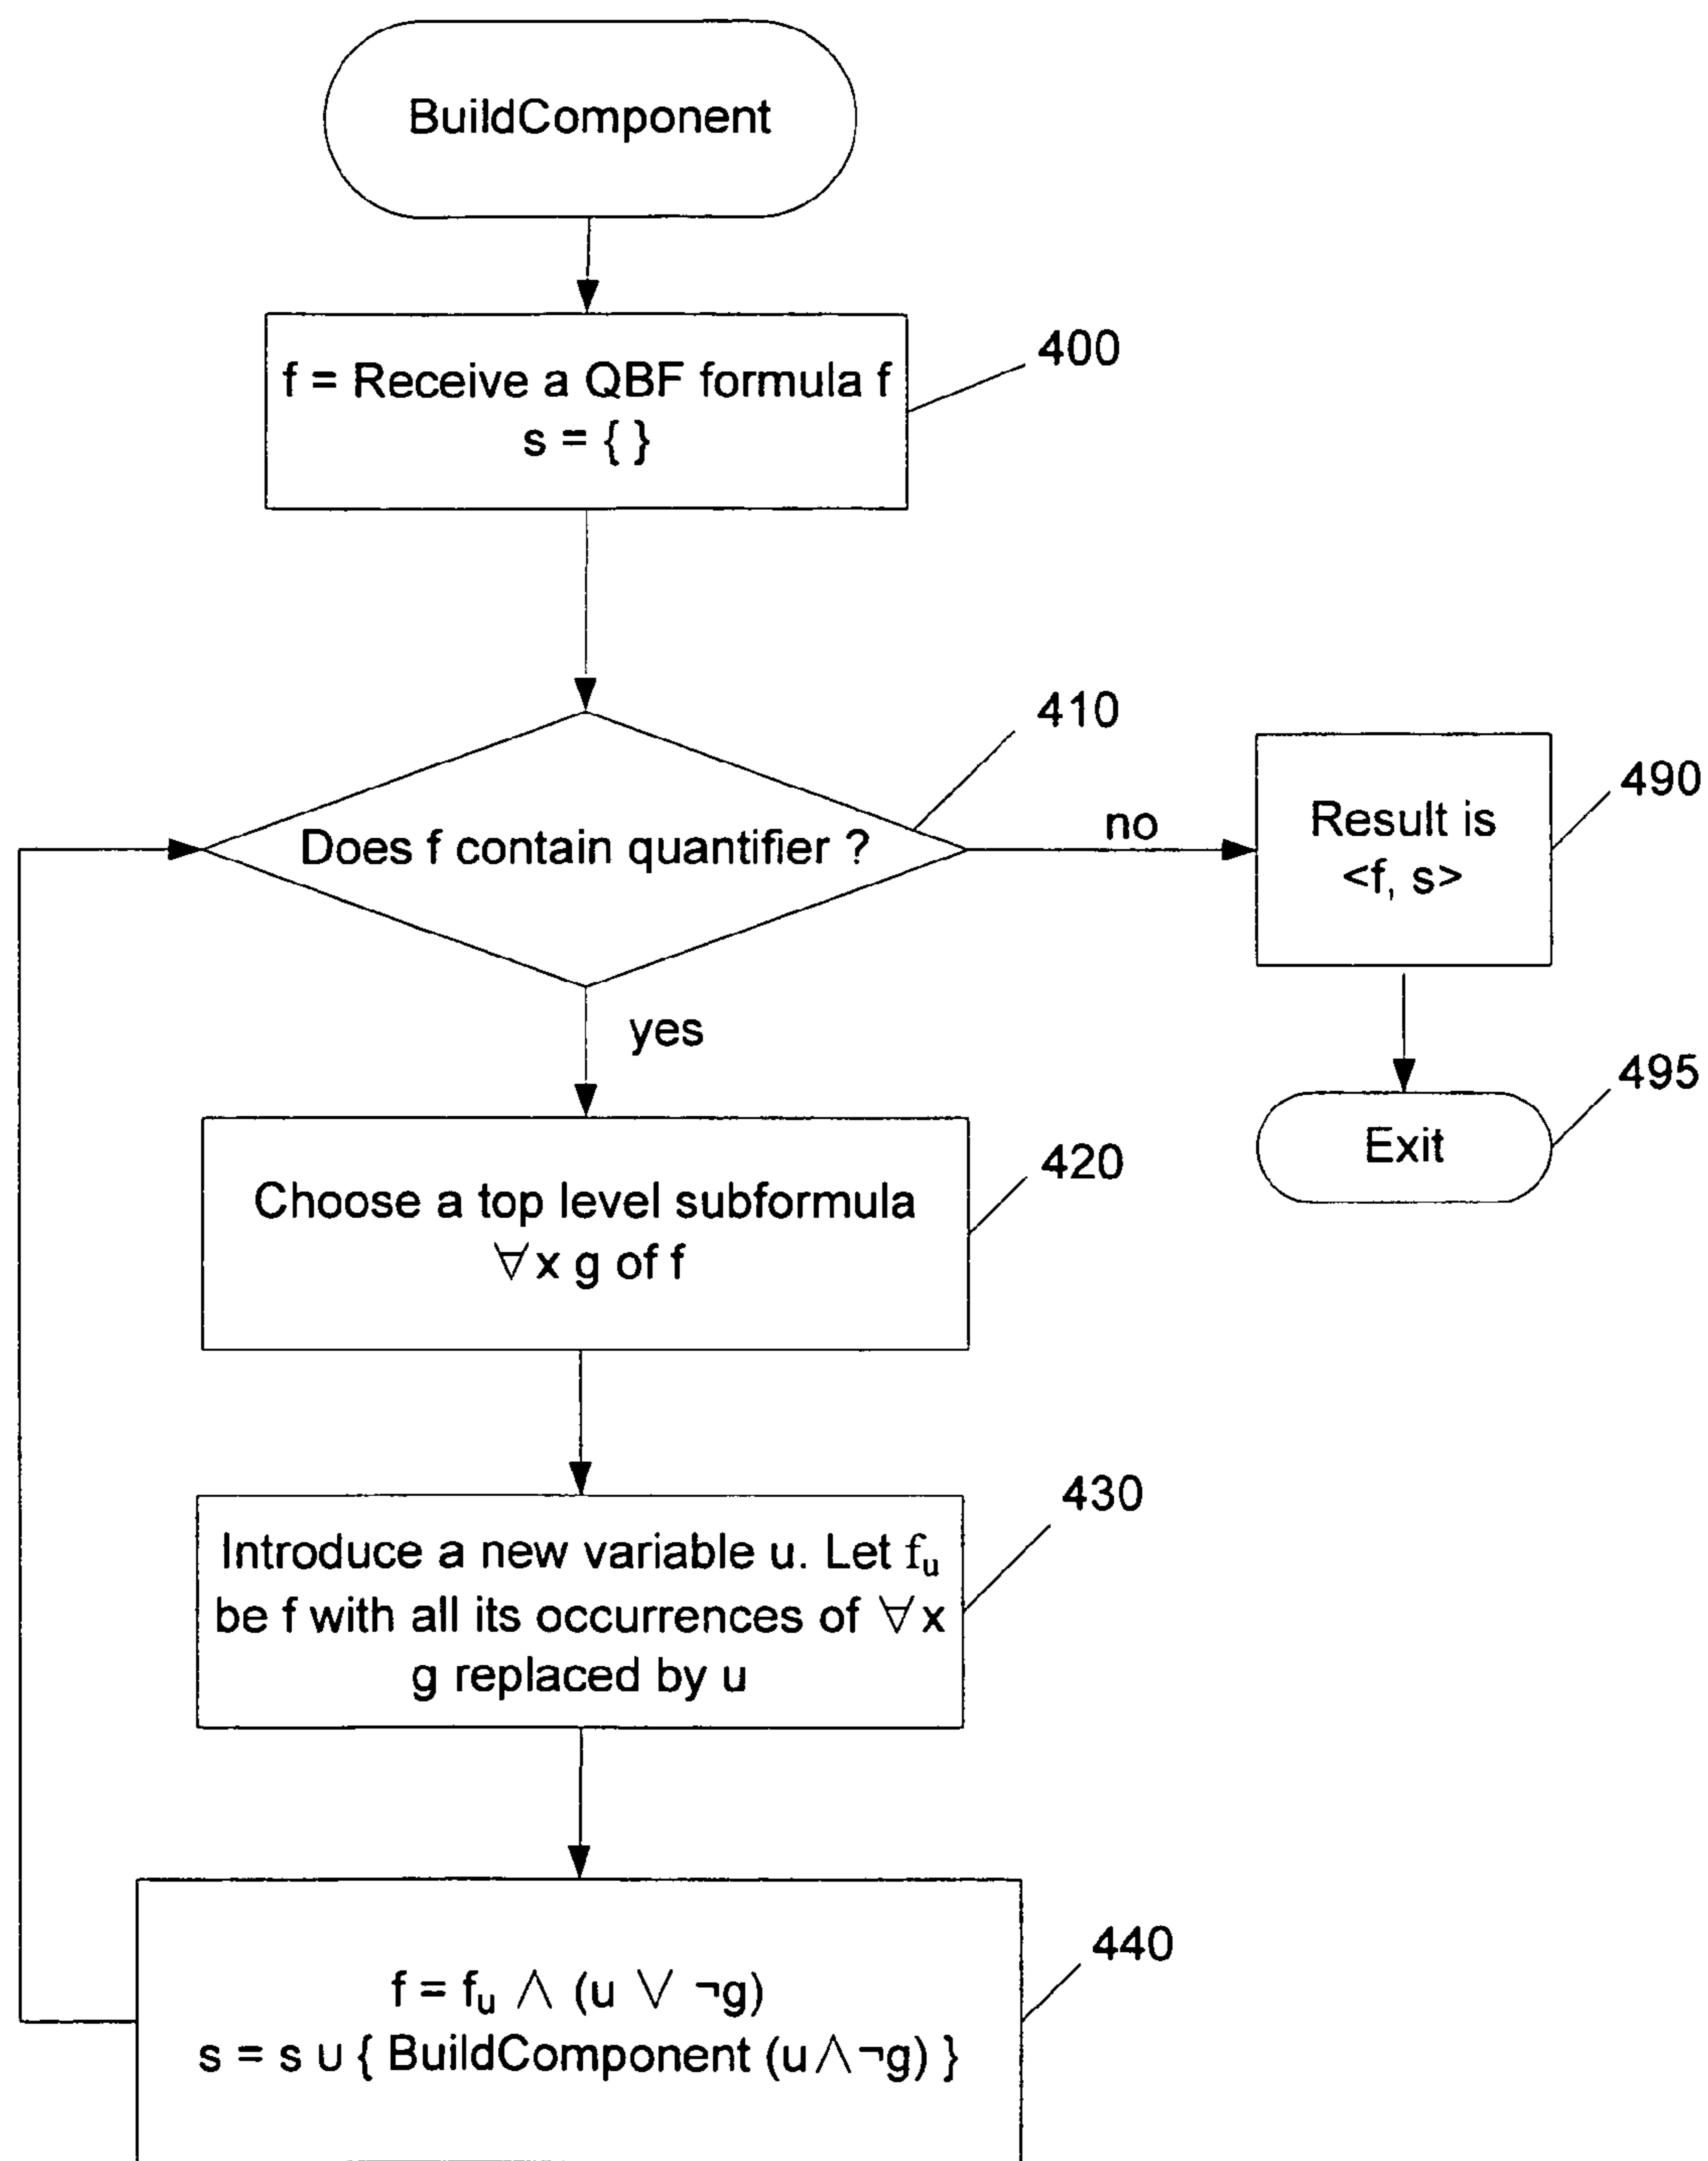 BuildComponent
f = Receive a QBF formula f
s = { }
400
Does f contain quantifier ?
410
no
Result is
<f, s>
490
yes
Exit
495
Choose a top level subformula
∀x g of f
420
Introduce a new variable u. Let fᵤ
be f with all its occurrences of ∀x
g replaced by u
430
f = fᵤ ∧ (u ∨ ¬g)
s = s ∪ { BuildComponent (u∧¬g) }
440